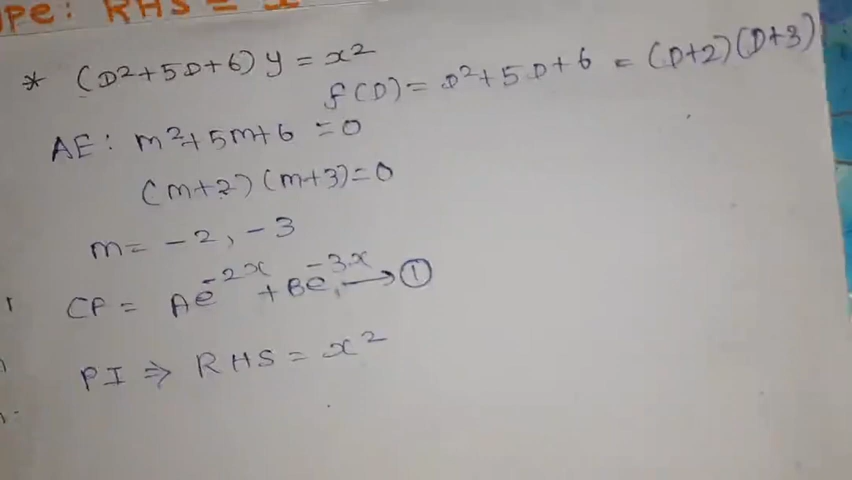 pe: RHS =
* (D²+5D+6) y = x²
f(D) = D²+5D+6 = (D+2)(D+3)
AE: m²+5m+6 = 0
(m+2)(m+3)=0
m= -2, -3
CF = Ae^-2x + Be^-3x, → ①
PI ⇒ RHS = x²